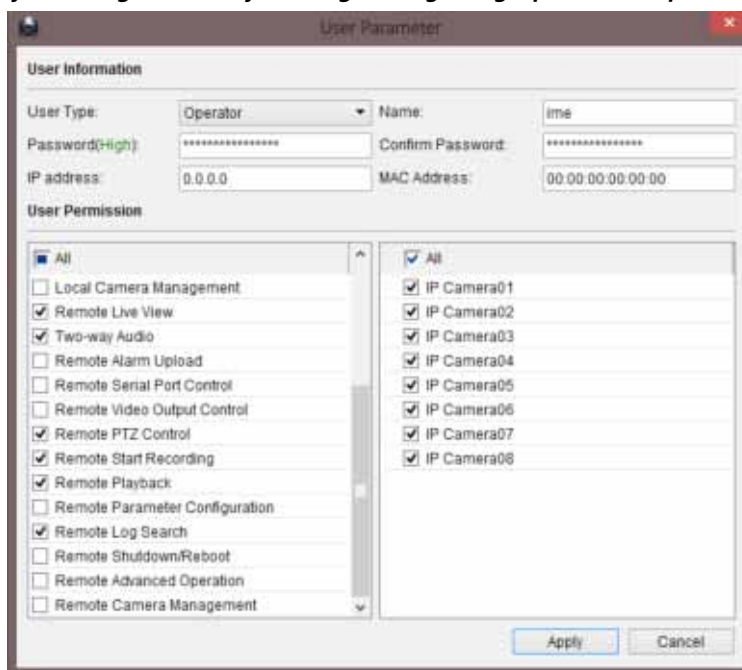 User Parameter
User Information
User Type: Operator Name: ime
Password(High): **************** Confirm Password: ****************
IP address: 0.0.0.0 MAC Address: 00:00:00:00:00:00
User Permission
All
Local Camera Management
Remote Live View
Two-way Audio
Remote Alarm Upload
Remote Serial Port Control
Remote Video Output Control
Remote PTZ Control
Remote Start Recording
Remote Playback
Remote Parameter Configuration
Remote Log Search
Remote Shutdown/Reboot
Remote Advanced Operation
Remote Camera Management
All
IP Camera01
IP Camera02
IP Camera03
IP Camera04
IP Camera05
IP Camera06
IP Camera07
IP Camera08
Apply Cancel